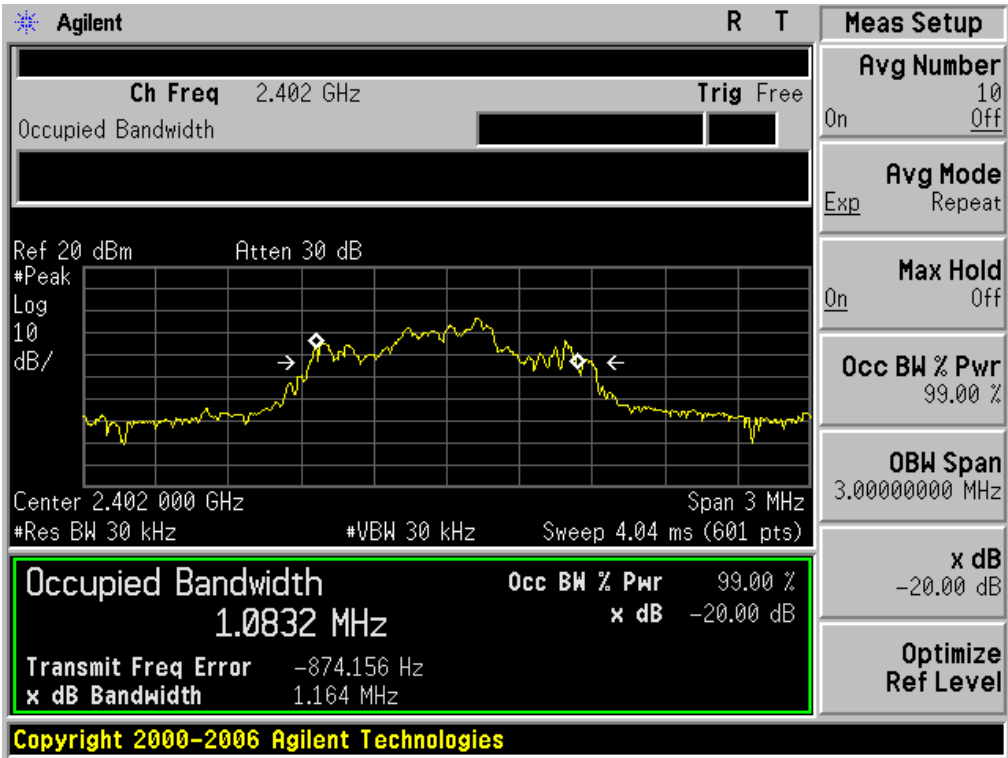 Agilent R T
Ch Freq 2.402 GHz Trig Free
Occupied Bandwidth
Ref 20 dBm Atten 30 dB
#Peak
Log
10
dB/
Center 2.402 000 GHz Span 3 MHz
#Res BW 30 kHz #VBW 30 kHz Sweep 4.04 ms (601 pts)
Occupied Bandwidth Occ BW % Pwr 99.00 %
1.0832 MHz x dB -20.00 dB
Transmit Freq Error -874.156 Hz
x dB Bandwidth 1.164 MHz
Copyright 2000-2006 Agilent Technologies
Meas Setup
Avg Number
10
On Off
Avg Mode
Exp Repeat
Max Hold
On Off
Occ BW % Pwr
99.00 %
OBW Span
3.00000000 MHz
x dB
-20.00 dB
Optimize
Ref Level